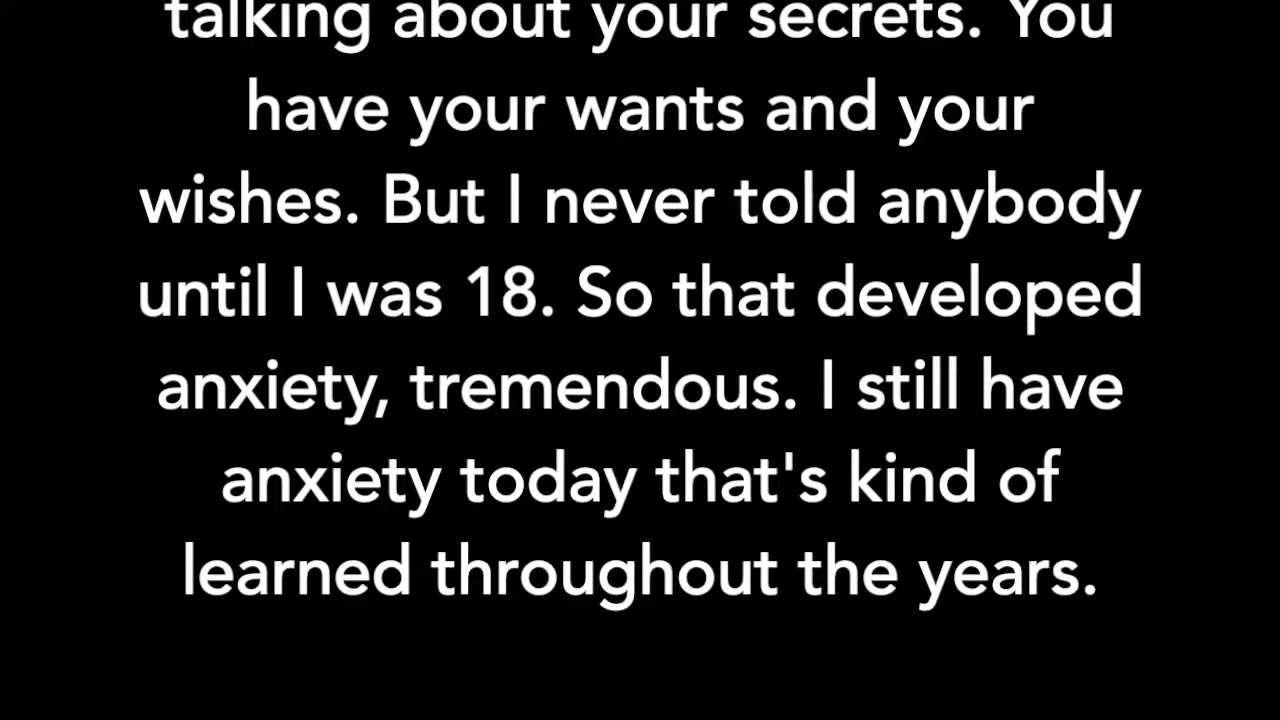 talking about your secrets. You
have your wants and your
wishes. But I never told anybody
until I was 18. So that developed
anxiety, tremendous. I still have
anxiety today that's kind of
learned throughout the years.